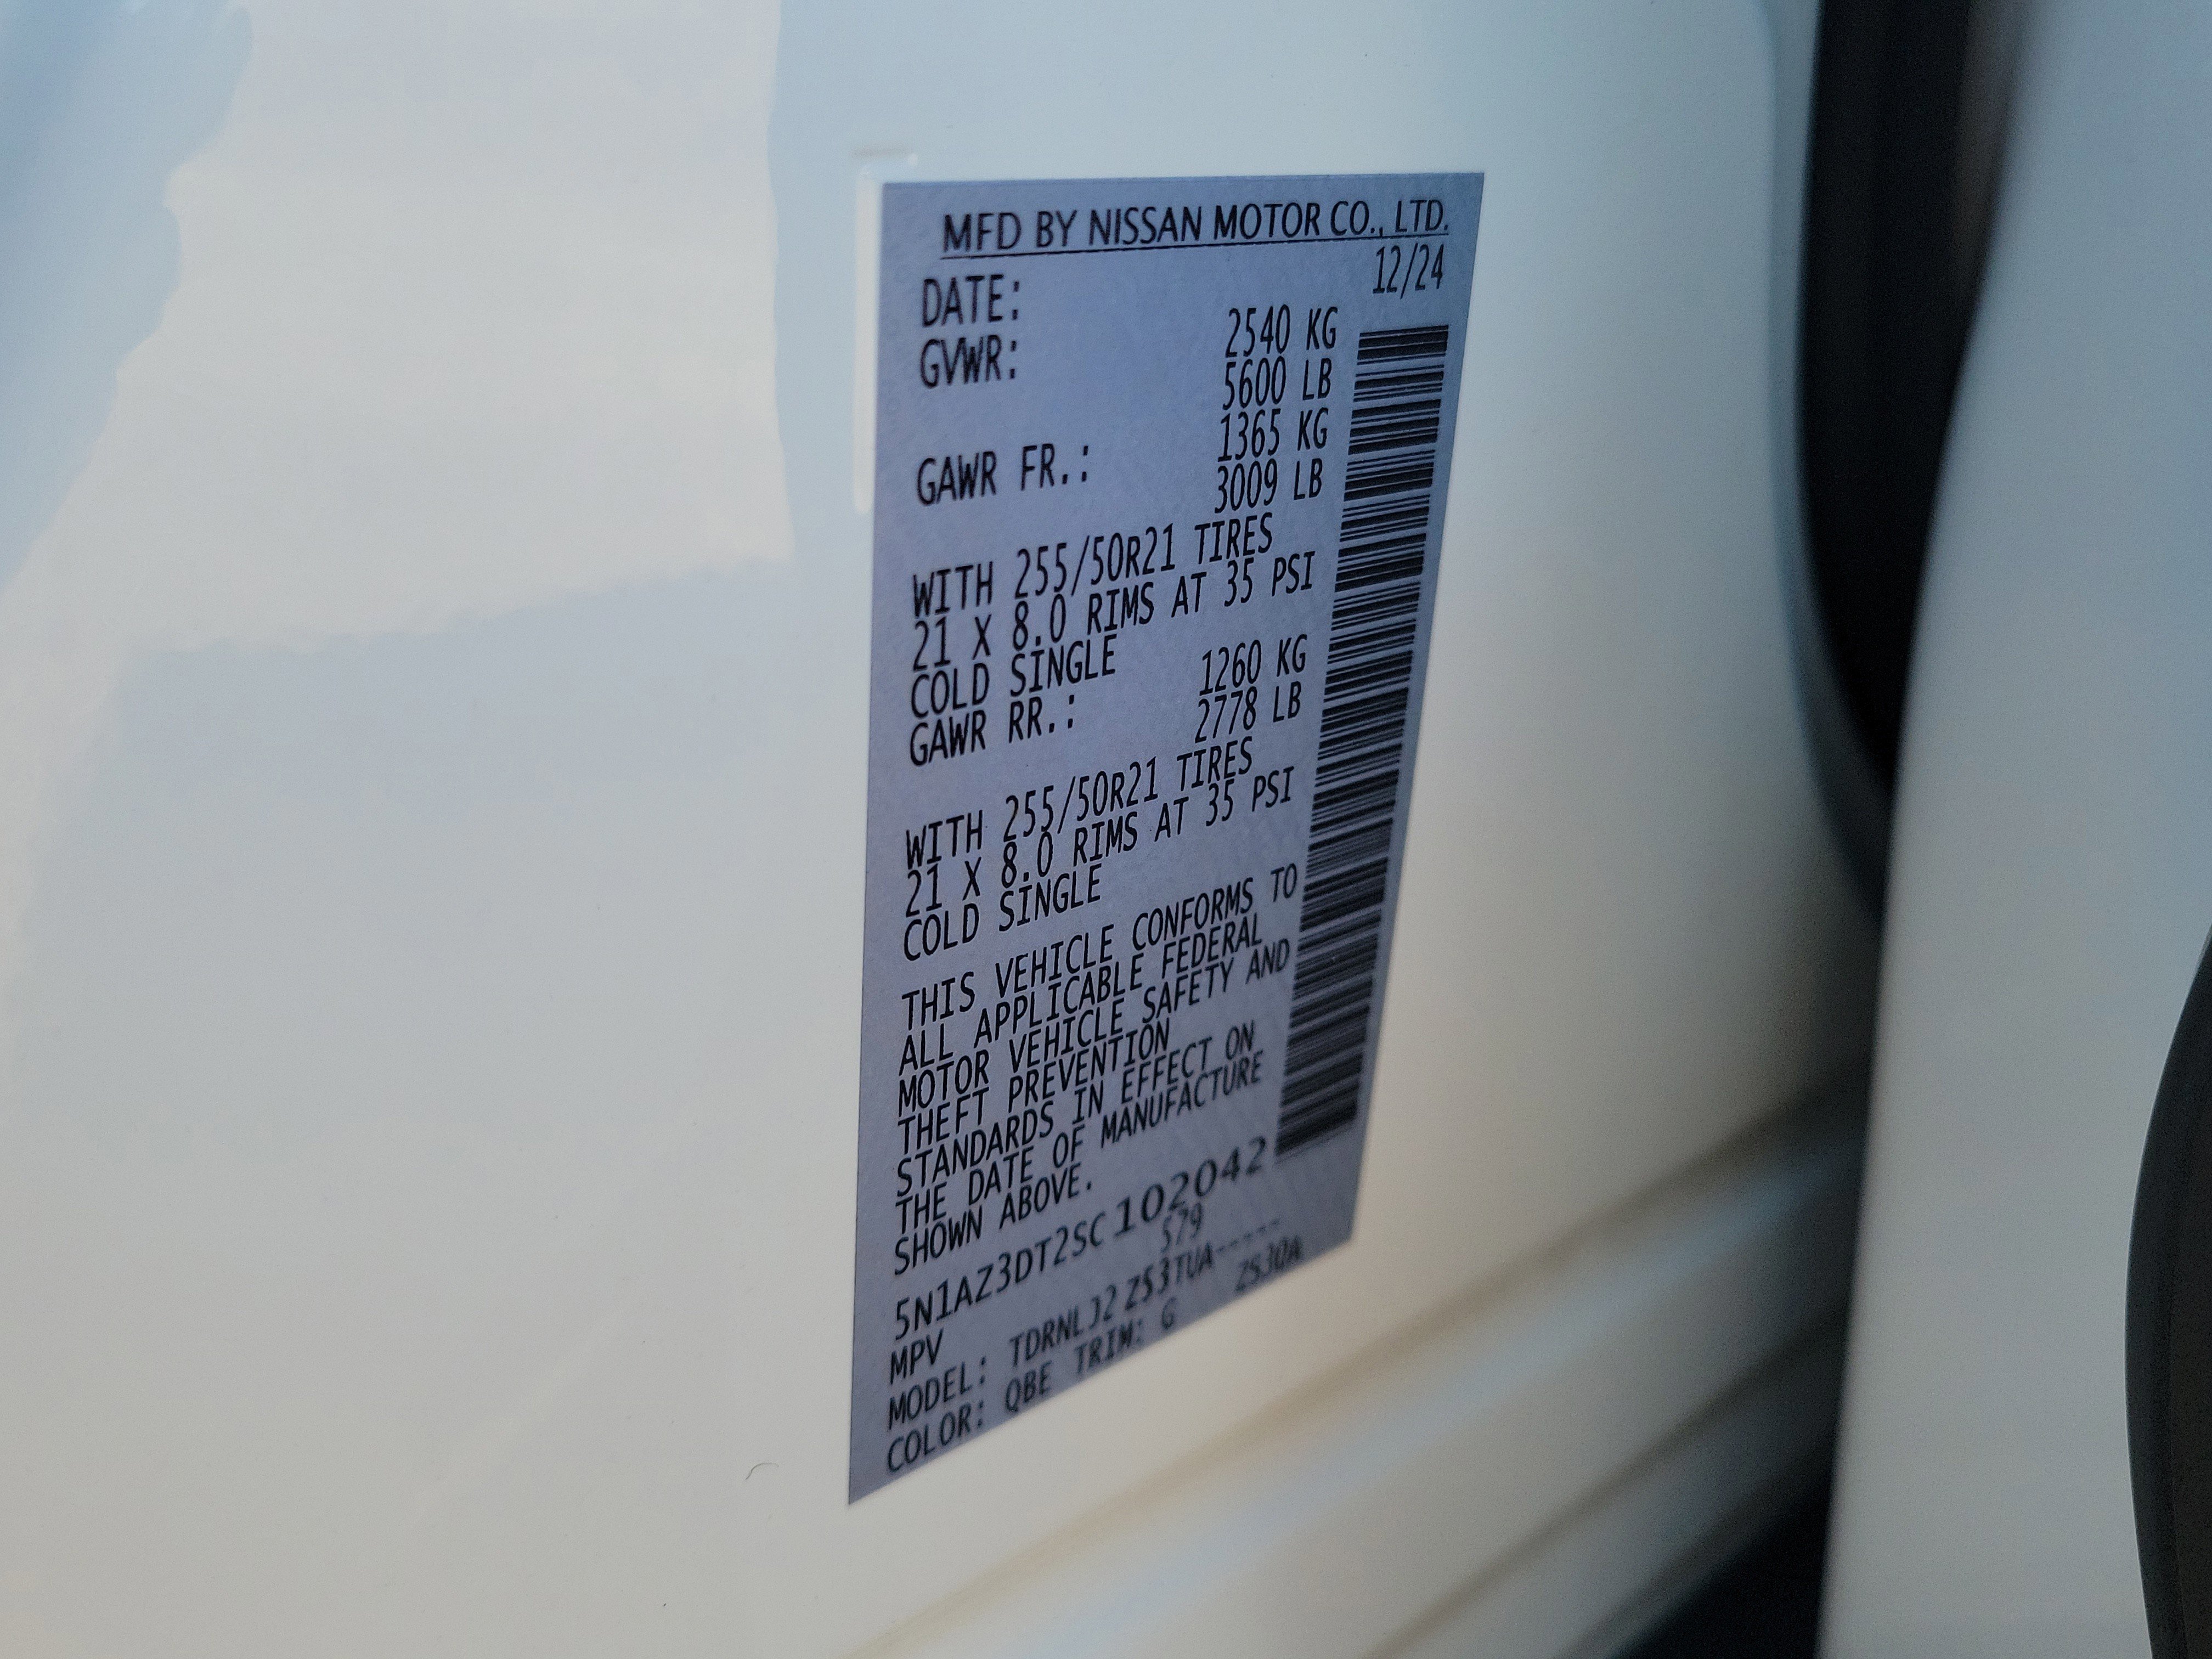 MFD BY NISSAN MOTOR CO., LTD.
DATE: 12/24
GVWR: 2540 KG
5600 LB
GAWR FR.: 1365 KG
3009 LB
WITH 255/50R21 TIRES
21 X 8.0 RIMS AT 35 PSI
COLD SINGLE
GAWR RR.: 1260 KG
2778 LB
WITH 255/50R21 TIRES
21 X 8.0 RIMS AT 35 PSI
COLD SINGLE
THIS VEHICLE CONFORMS TO
ALL APPLICABLE FEDERAL
MOTOR VEHICLE SAFETY AND
THEFT PREVENTION
STANDARDS IN EFFECT ON
THE DATE OF MANUFACTURE
SHOWN ABOVE.
5N1AZ3DT2SC102042
MPV S79
MODEL: ZS3TUA-----
COLOR: QBE TRIM: G ZS30A